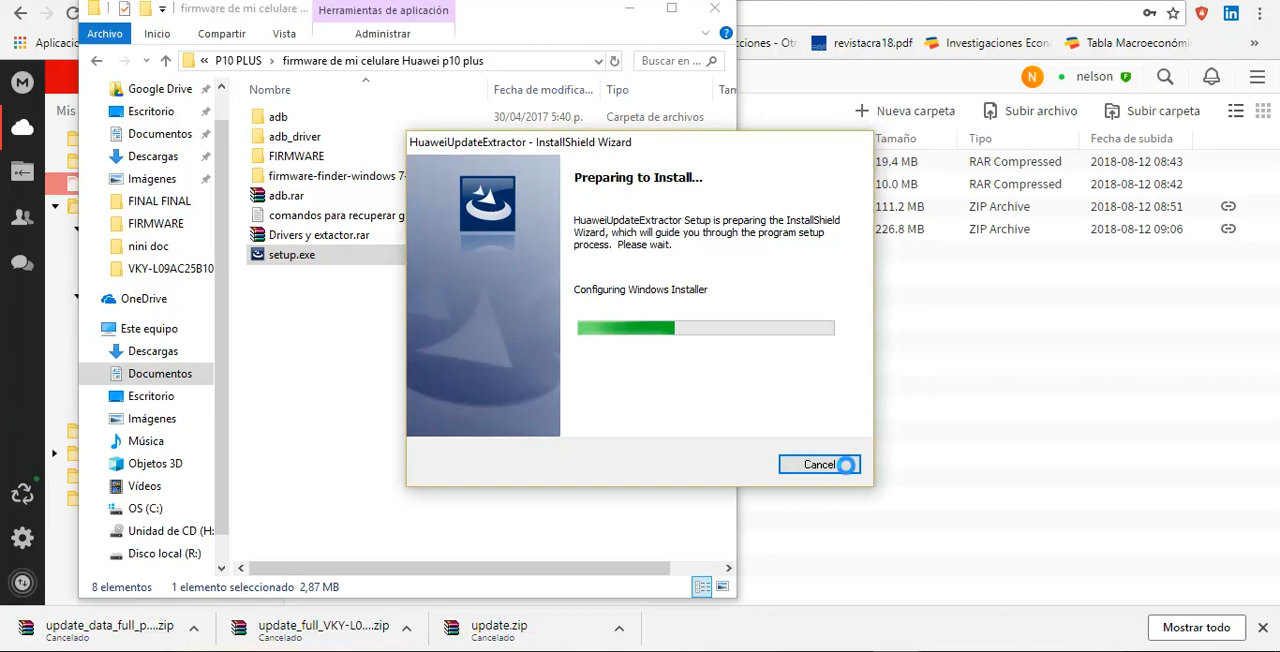 firmware de mi celulare ...
Herramientas de aplicación
Archivo
Inicio
Compartir
Vista
Administrar
?
« P10 PLUS › firmware de mi celulare Huawei p10 plus
Buscar en ...
Google Drive
Escritorio
Documentos
Descargas
Imágenes
FINAL FINAL
FIRMWARE
nini doc
VKY-L09AC25B10
OneDrive
Este equipo
Descargas
Documentos
Escritorio
Imágenes
Música
Objetos 3D
Vídeos
OS (C:)
Unidad de CD (H:
Disco local (R:)
Nombre
Fecha de modifica...
Tipo
Tam
adb
30/04/2017 5:40 p.
Carpeta de archivos
adb_driver
FIRMWARE
firmware-finder-windows 7-
adb.rar
comandos para recuperar g
Drivers y extactor.rar
setup.exe
8 elementos
1 elemento seleccionado 2,87 MB
HuaweiUpdateExtractor - InstallShield Wizard
Preparing to Install...
HuaweiUpdateExtractor Setup is preparing the InstallShield
Wizard, which will guide you through the program setup
process. Please wait.
Configuring Windows Installer
Cancel
Aplicacio
cciones - Otr
revistacra18.pdf
Investigaciones Econ
Tabla Macroeconómi
»
M
Mis
N
nelson
Nueva carpeta
Subir archivo
Subir carpeta
Tamaño
Tipo
Fecha de subida
19.4 MB
RAR Compressed
2018-08-12 08:43
10.0 MB
RAR Compressed
2018-08-12 08:42
111.2 MB
ZIP Archive
2018-08-12 08:51
226.8 MB
ZIP Archive
2018-08-12 09:06
update_data_full_p....zip
Cancelado
update_full_VKY-L0...zip
Cancelado
update.zip
Cancelado
Mostrar todo